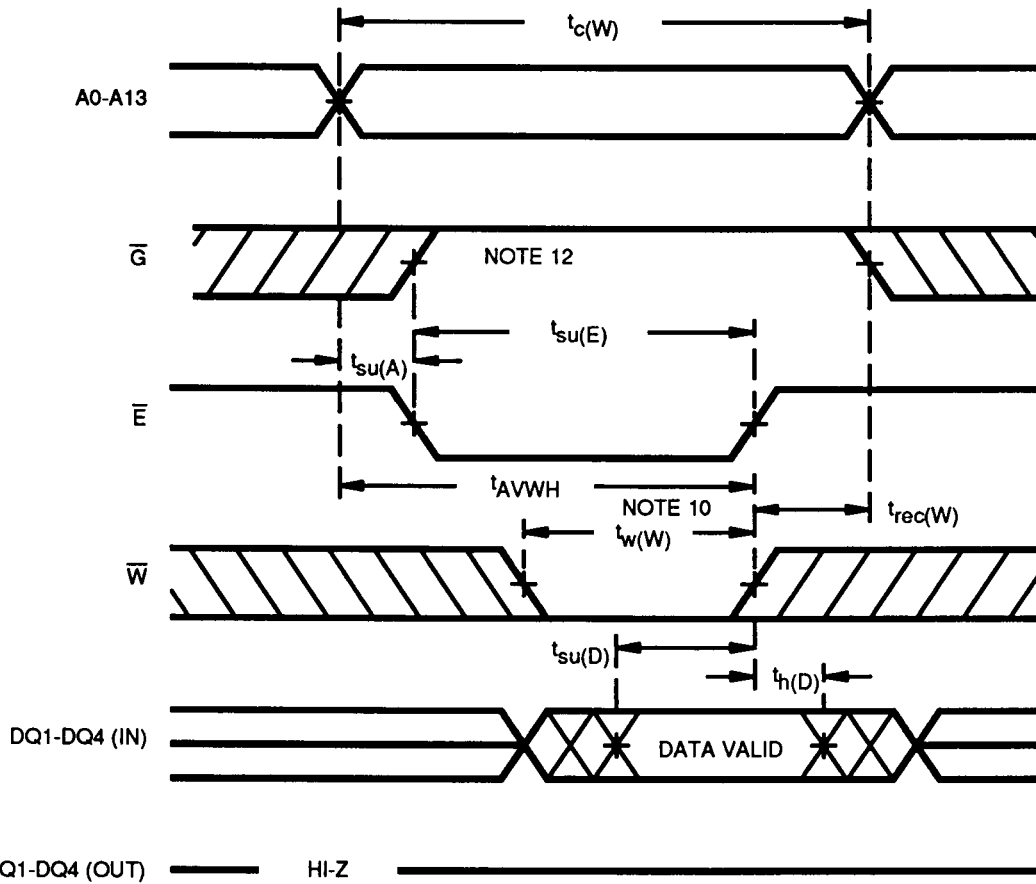 tc(W)
A0-A13
G̅
NOTE 12
tsu(E)
tsu(A)
E̅
tAVWH
NOTE 10
trec(W)
tw(W)
W̅
tsu(D)
th(D)
DQ1-DQ4 (IN)
DATA VALID
Q1-DQ4 (OUT)
HI-Z